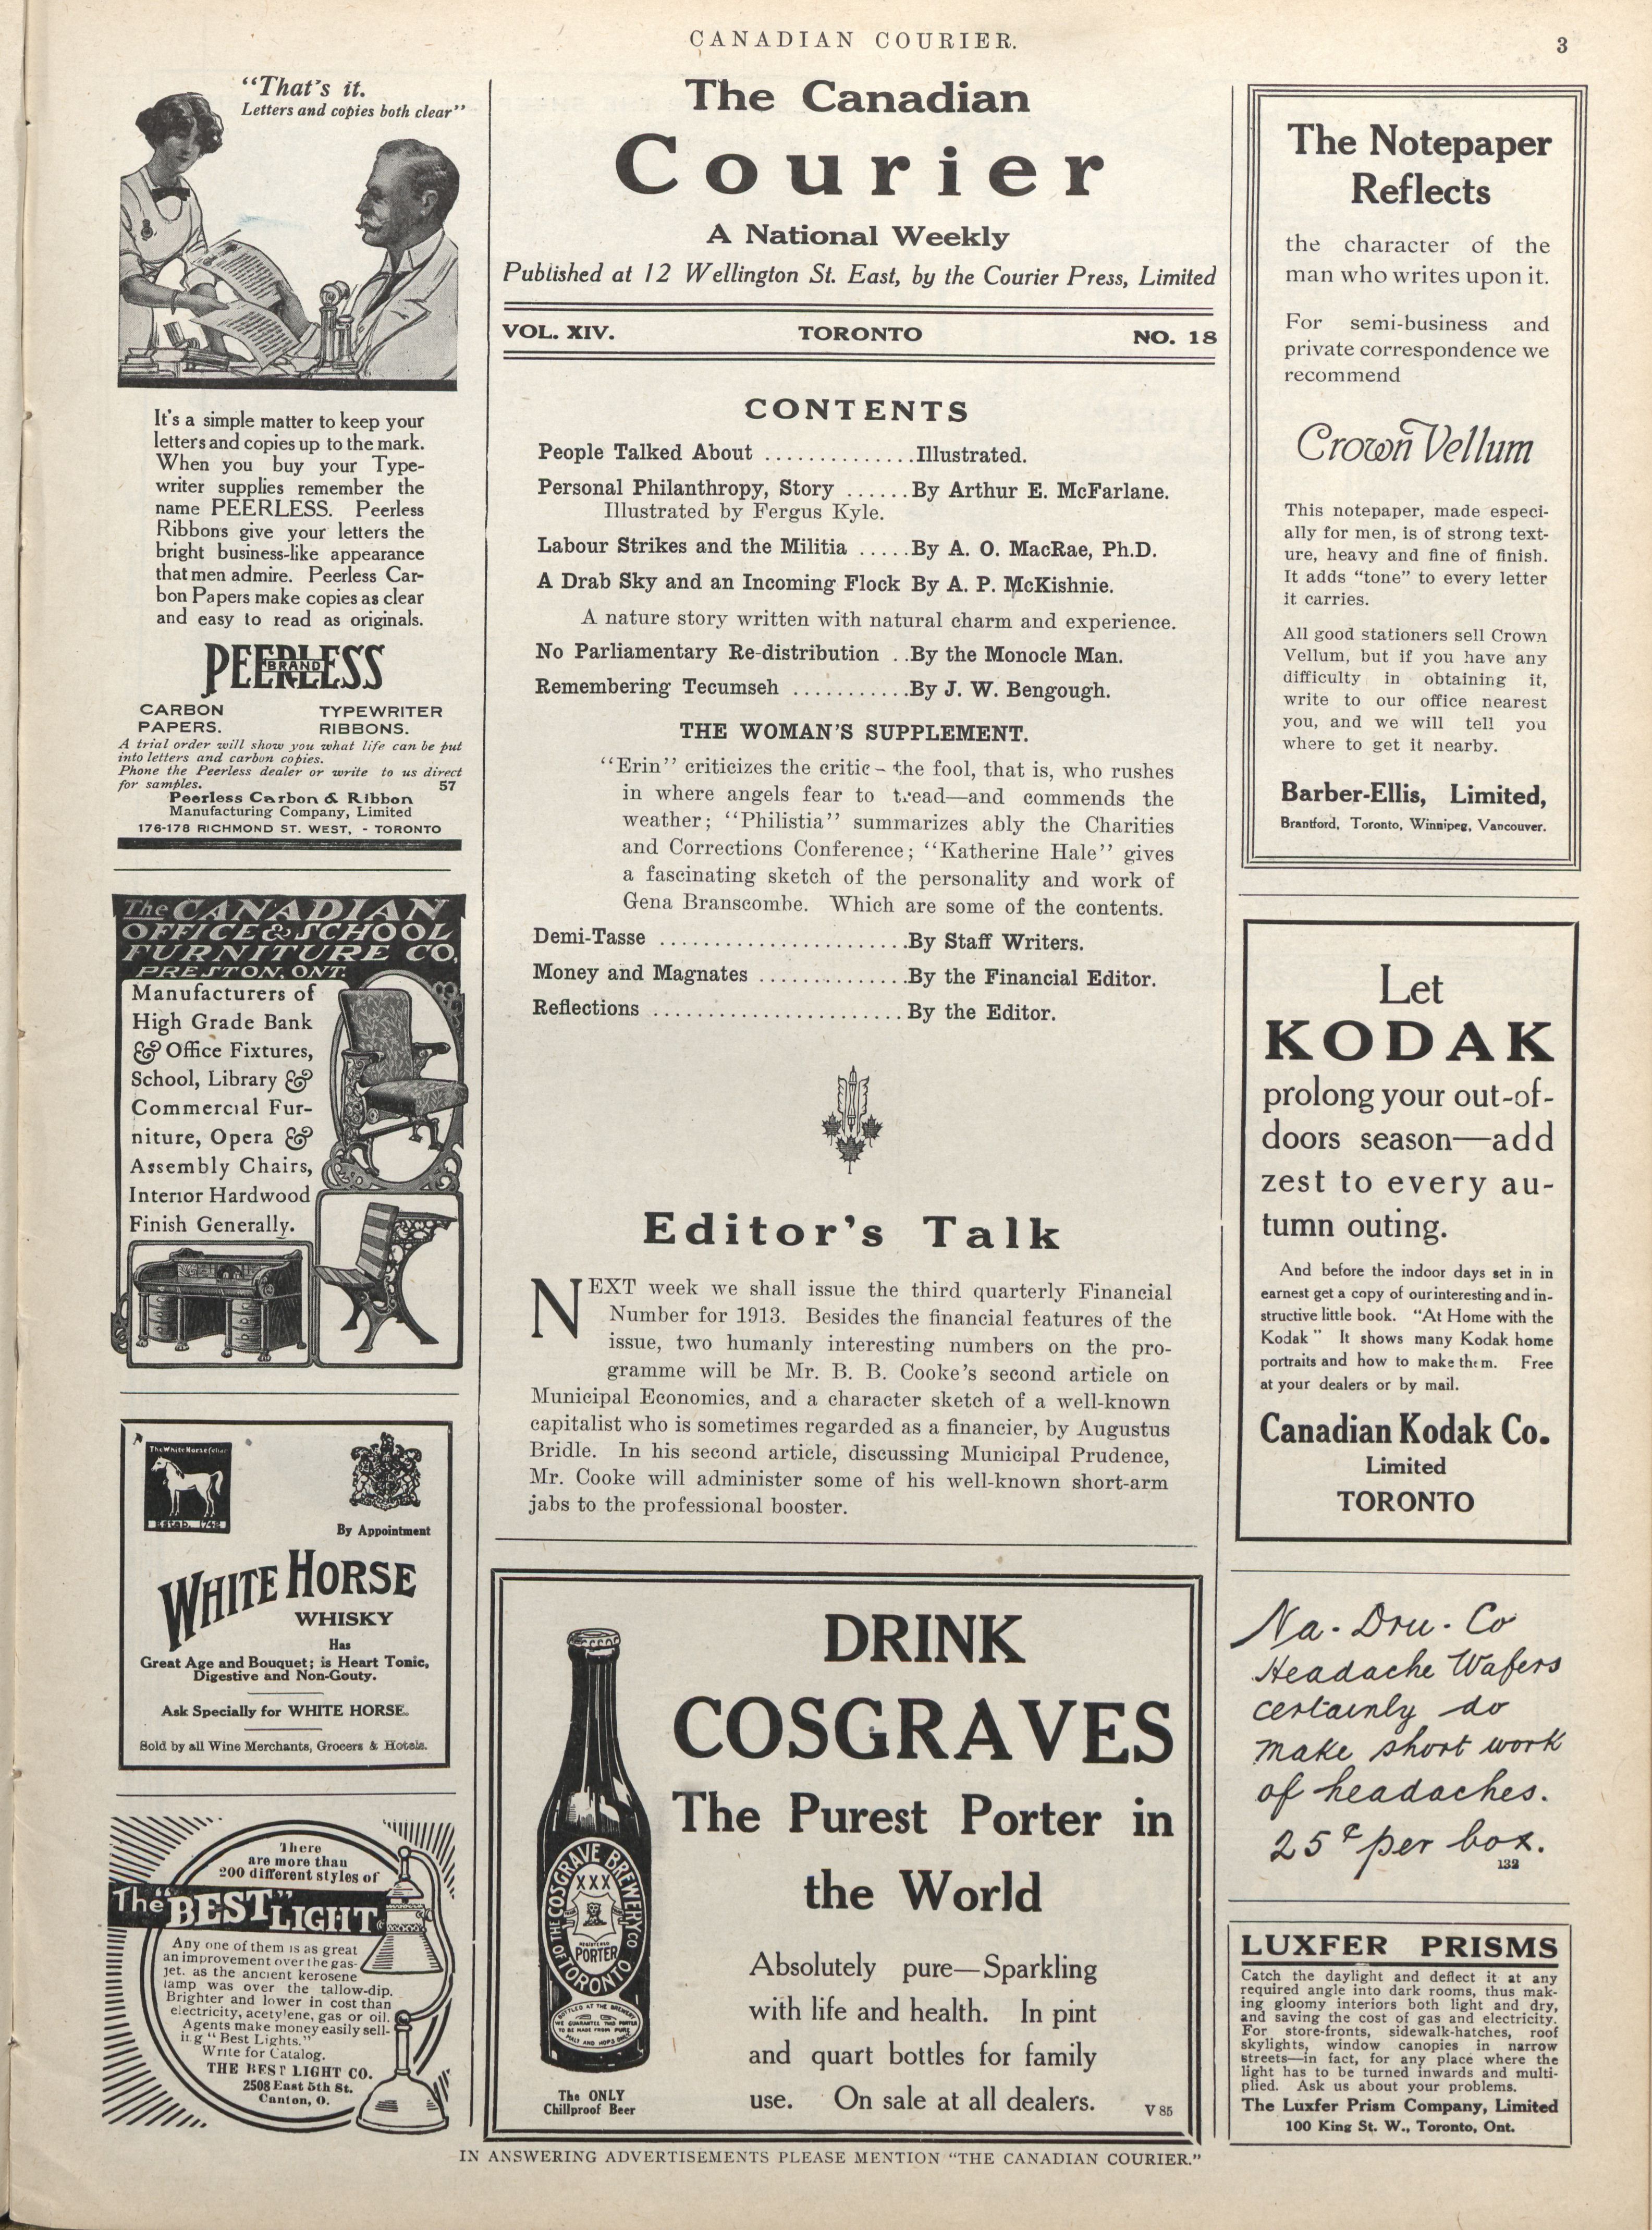 CANADIAN COURIER.
3
"That's it.
Letters and copies both clear"
It's a simple matter to keep your
letters and copies up to the mark.
When you buy your Type-
writer supplies remember the
name PEERLESS. Peerless
Ribbons give your letters the
bright business-like appearance
that men admire. Peerless Car-
bon Papers make copies as clear
and easy to read as originals.
PEERLESS
BRAND
CARBON PAPERS.
TYPEWRITER RIBBONS.
A trial order will show you what life can be put
into letters and carbon copies.
Phone the Peerless dealer or write to us direct
for samples. 57
Peerless Carbon & Ribbon
Manufacturing Company, Limited
176-178 RICHMOND ST. WEST, - TORONTO
The CANADIAN
OFFICE & SCHOOL
FURNITURE CO.
PRESTON, ONT.
Manufacturers of
High Grade Bank
& Office Fixtures,
School, Library &
Commercial Fur-
niture, Opera &
Assembly Chairs,
Interior Hardwood
Finish Generally.
The White Horse Cellar
Estab. 1742
By Appointment
WHITE HORSE
WHISKY
Has
Great Age and Bouquet; is Heart Tonic,
Digestive and Non-Gouty.
Ask Specially for WHITE HORSE.
Sold by all Wine Merchants, Grocers & Hotels.
There
are more than
200 different styles of
The "BEST" LIGHT
Any one of them is as great
an improvement over the gas-
jet. as the ancient kerosene
lamp was over the tallow-dip.
Brighter and lower in cost than
electricity, acetylene, gas or oil.
Agents make money easily sell-
ing "Best Lights."
Write for Catalog.
THE BEST LIGHT CO.
2508 East 5th St.
Canton, O.
The Canadian
Courier
A National Weekly
Published at 12 Wellington St. East, by the Courier Press, Limited
VOL. XIV. TORONTO NO. 18
CONTENTS
People Talked About ..............Illustrated.
Personal Philanthropy, Story ......By Arthur E. McFarlane.
Illustrated by Fergus Kyle.
Labour Strikes and the Militia .....By A. O. MacRae, Ph.D.
A Drab Sky and an Incoming Flock By A. P. McKishnie.
A nature story written with natural charm and experience.
No Parliamentary Re-distribution ..By the Monocle Man.
Remembering Tecumseh ...........By J. W. Bengough.
THE WOMAN'S SUPPLEMENT.
"Erin" criticizes the critic – the fool, that is, who rushes
in where angels fear to tread—and commends the
weather; "Philistia" summarizes ably the Charities
and Corrections Conference; "Katherine Hale" gives
a fascinating sketch of the personality and work of
Gena Branscombe. Which are some of the contents.
Demi-Tasse .......................By Staff Writers.
Money and Magnates ..............By the Financial Editor.
Reflections .......................By the Editor.
Editor's Talk
NEXT week we shall issue the third quarterly Financial
Number for 1913. Besides the financial features of the
issue, two humanly interesting numbers on the pro-
gramme will be Mr. B. B. Cooke's second article on
Municipal Economics, and a character sketch of a well-known
capitalist who is sometimes regarded as a financier, by Augustus
Bridle. In his second article, discussing Municipal Prudence,
Mr. Cooke will administer some of his well-known short-arm
jabs to the professional booster.
DRINK
COSGRAVES
The Purest Porter in
the World
Absolutely pure—Sparkling
with life and health. In pint
and quart bottles for family
use. On sale at all dealers.
V 85
THE COSGRAVE BREWERY CO
OF TORONTO
XXX
REGISTERED
PORTER
BOTTLED AT THE BREWERY
WE GUARANTEE THIS PORTER
TO BE MADE FROM PURE
MALT AND HOPS ONLY
The ONLY
Chillproof Beer
The Notepaper
Reflects
the character of the
man who writes upon it.
For semi-business and
private correspondence we
recommend
Crown Vellum
This notepaper, made especi-
ally for men, is of strong text-
ure, heavy and fine of finish.
It adds "tone" to every letter
it carries.
All good stationers sell Crown
Vellum, but if you have any
difficulty in obtaining it,
write to our office nearest
you, and we will tell you
where to get it nearby.
Barber-Ellis, Limited,
Brantford, Toronto, Winnipeg, Vancouver.
Let
KODAK
prolong your out-of-
doors season—add
zest to every au-
tumn outing.
And before the indoor days set in in
earnest get a copy of our interesting and in-
structive little book. "At Home with the
Kodak" It shows many Kodak home
portraits and how to make them. Free
at your dealers or by mail.
Canadian Kodak Co.
Limited
TORONTO
Na-Dru-Co
Headache Wafers
certainly do
make short work
of headaches.
25¢ per box.
132
LUXFER PRISMS
Catch the daylight and deflect it at any
required angle into dark rooms, thus mak-
ing gloomy interiors both light and dry,
and saving the cost of gas and electricity.
For store-fronts, sidewalk-hatches, roof
skylights, window canopies in narrow
streets—in fact, for any place where the
light has to be turned inwards and multi-
plied. Ask us about your problems.
The Luxfer Prism Company, Limited
100 King St. W., Toronto, Ont.
IN ANSWERING ADVERTISEMENTS PLEASE MENTION "THE CANADIAN COURIER."